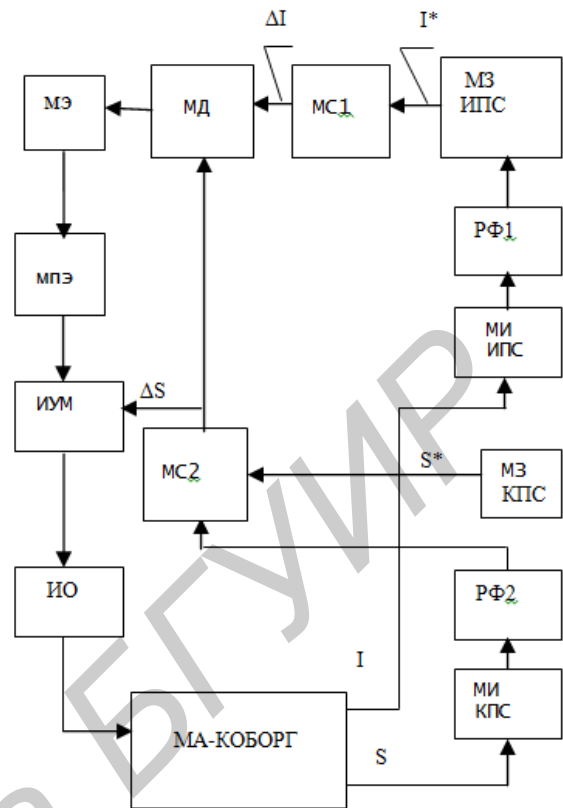 ΔI
I*
МЭ
МД
МС1
МЗ
ИПС
РФ1
МПЭ
МИ
ИПС
ИУМ
ΔS
МС2
S*
МЗ
КПС
ИО
РФ2
I
МИ
КПС
МА-КОБОРГ
S
БГУИР